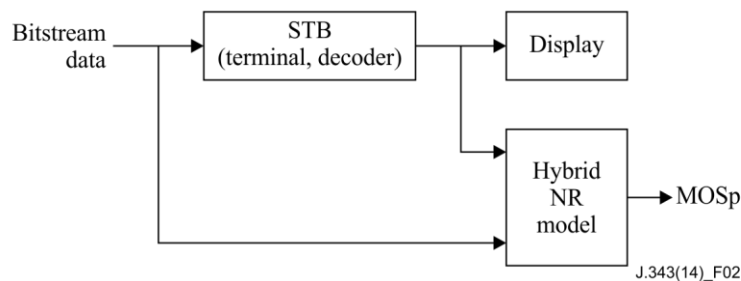 Bitstream
data
STB
(terminal, decoder)
Display
Hybrid
NR
model
MOSp
J.343(14)_F02